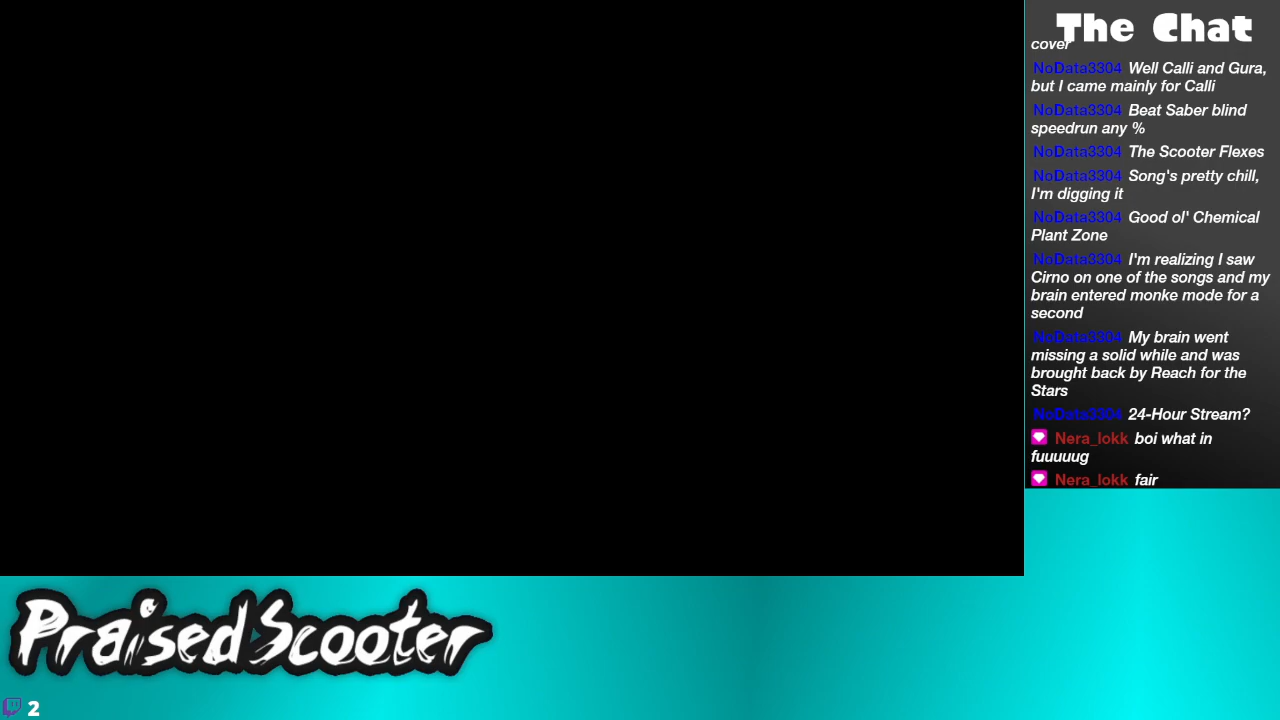 The Chat
cover
NoData3304 Well Calli and Gura,
but I came mainly for Calli
NoData3304 Beat Saber blind
speedrun any %
NoData3304 The Scooter Flexes
NoData3304 Song's pretty chill,
I'm digging it
NoData3304 Good ol' Chemical
Plant Zone
NoData3304 I'm realizing I saw
Cirno on one of the songs and my
brain entered monke mode for a
second
NoData3304 My brain went
missing a solid while and was
brought back by Reach for the
Stars
NoData3304 24-Hour Stream?
Nera_lokk boi what in
fuuuuug
Nera_lokk fair
PraisedScooter
2